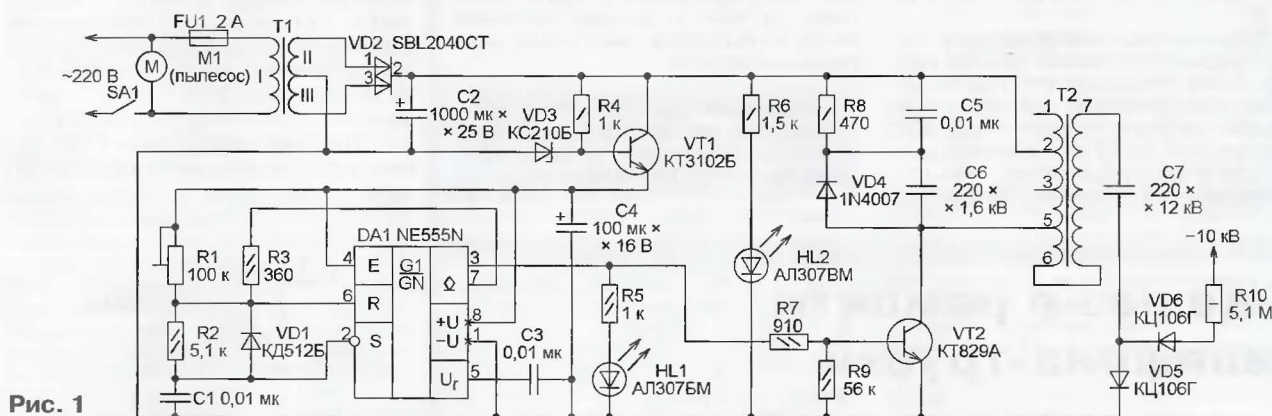 FU1 2 А
Т1
М1
(пылесос)
М
I
II
III
~220 В
SA1
VD2 SBL2040CT
1
2
3
C2
1000 мк ×
× 25 В
VD3
КС210Б
R4
1 к
VT1
КТ3102Б
R6
1,5 к
R8
470
C5
0,01 мк
VD4
1N4007
C6
220 ×
× 1,6 кВ
T2
1
2
3
5
6
7
C7
220 ×
× 12 кВ
–10 кВ
R10
5,1 М
VD6
КЦ106Г
VD5
КЦ106Г
R1
100 к
R3
360
R2
5,1 к
VD1
КД512Б
C1 0,01 мк
DA1 NE555N
4
6
2
E
R
S
G1
GN
+U
–U
Ur
3
7
8
1
5
C4
100 мк ×
× 16 В
C3
0,01 мк
R5
1 к
HL1
АЛ307БМ
HL2
АЛ307ВМ
R7
910
R9
56 к
VT2
КТ829А
Рис. 1